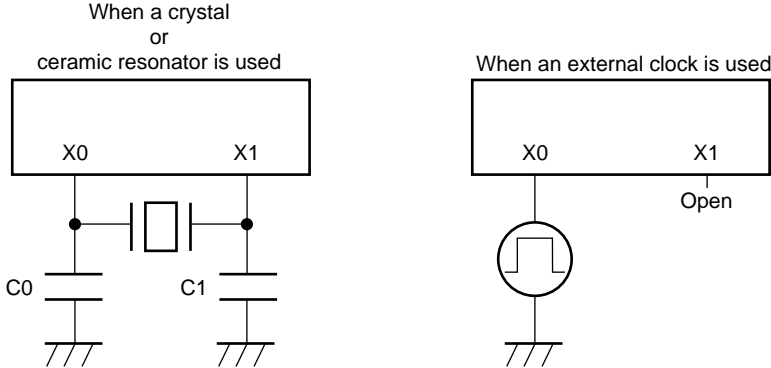 When a crystal
or
ceramic resonator is used
X0 X1
C0 C1
When an external clock is used
X0 X1
Open